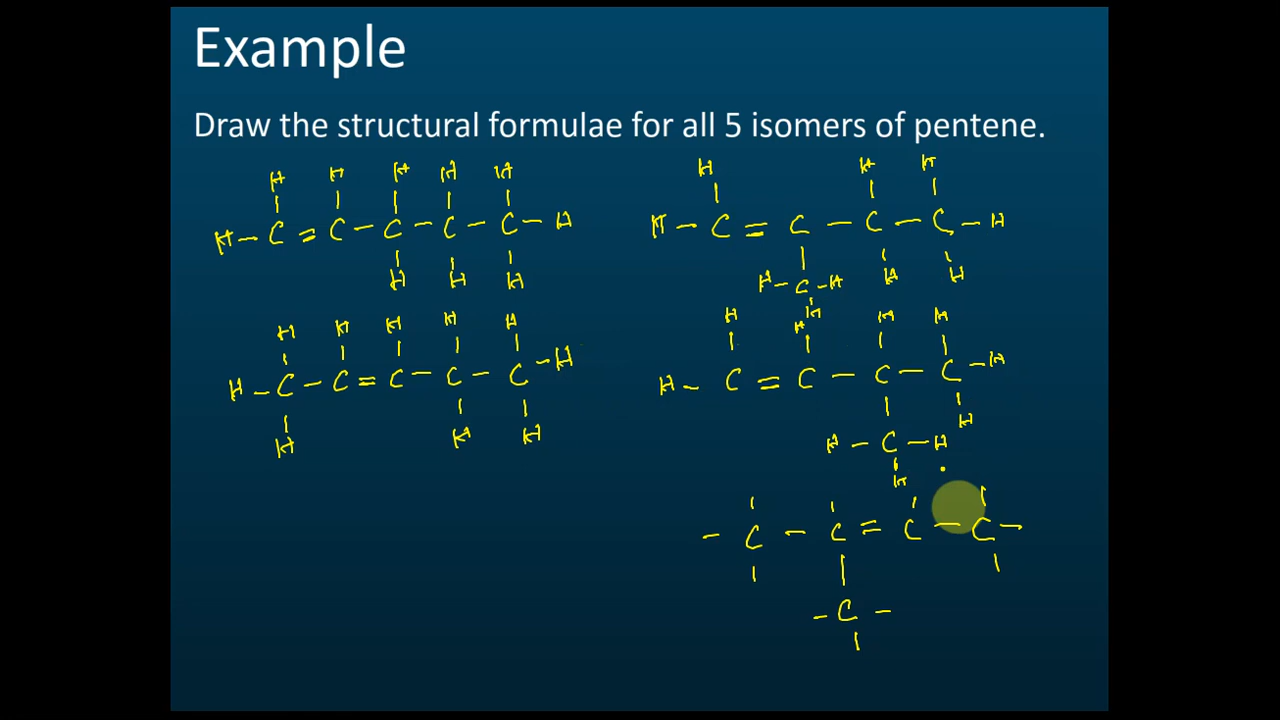 Example
Draw the structural formulae for all 5 isomers of pentene.
H H H H H
H - C = C - C - C - C - H
H H H
H H H
H - C = C - C - C - H
H - C - H H H
H
H H H H H
H - C - C = C - C - C - H
H H H
H H H H
H - C = C - C - C - H
H
H - C - H
H
- C - C = C - C -
- C -